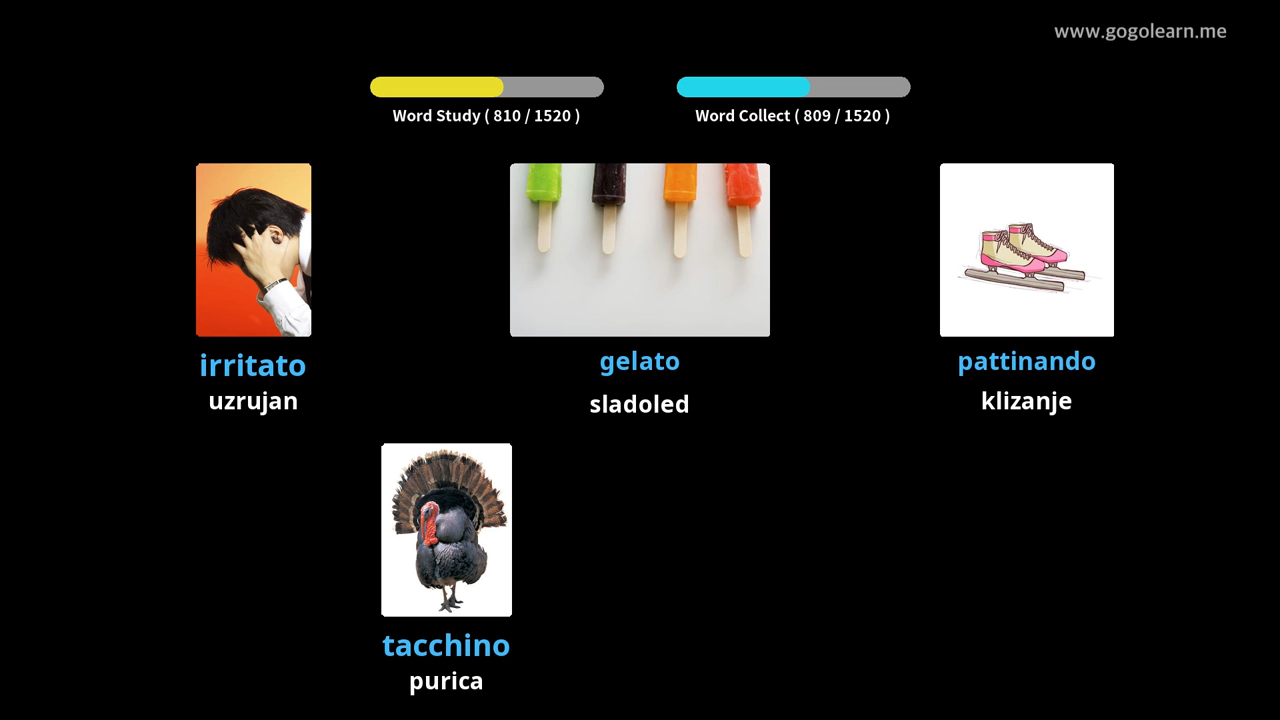 www.gogolearn.me
Word Study ( 810 / 1520 )
Word Collect ( 809 / 1520 )
irritato
uzrujan
gelato
sladoled
pattinando
klizanje
tacchino
purica